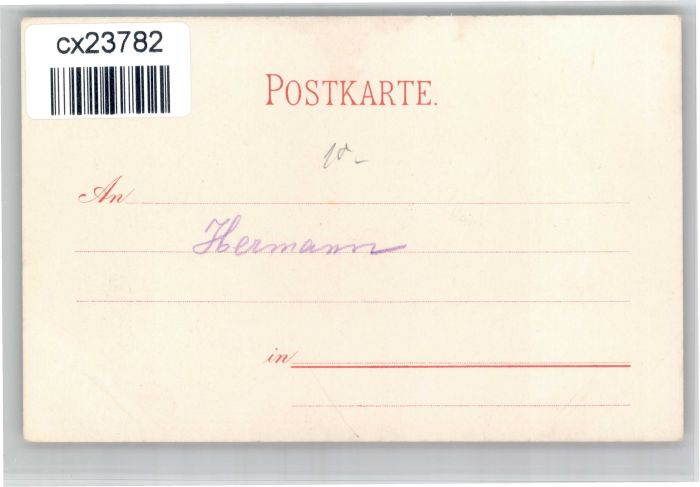 cx23782
POSTKARTE.
10.-
An
Hermann
in